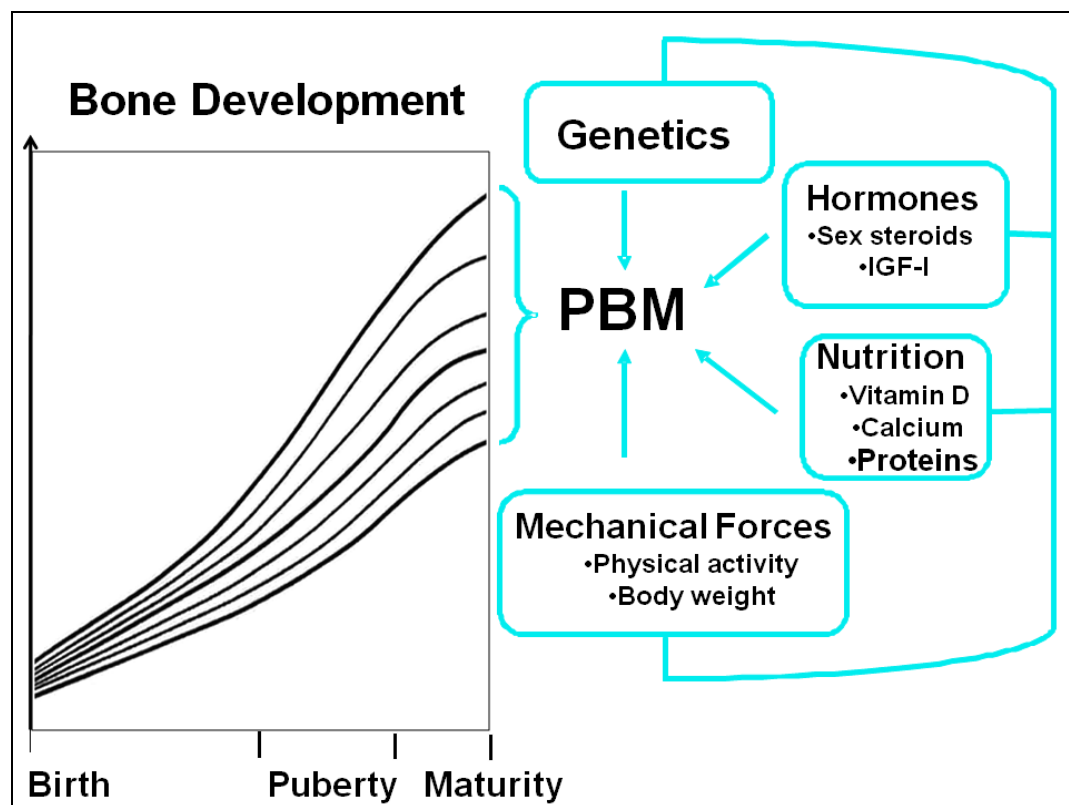 Bone Development
Genetics
Hormones
•Sex steroids
•IGF-I
PBM
Nutrition
•Vitamin D
•Calcium
•Proteins
Mechanical Forces
•Physical activity
•Body weight
Birth
Puberty
Maturity